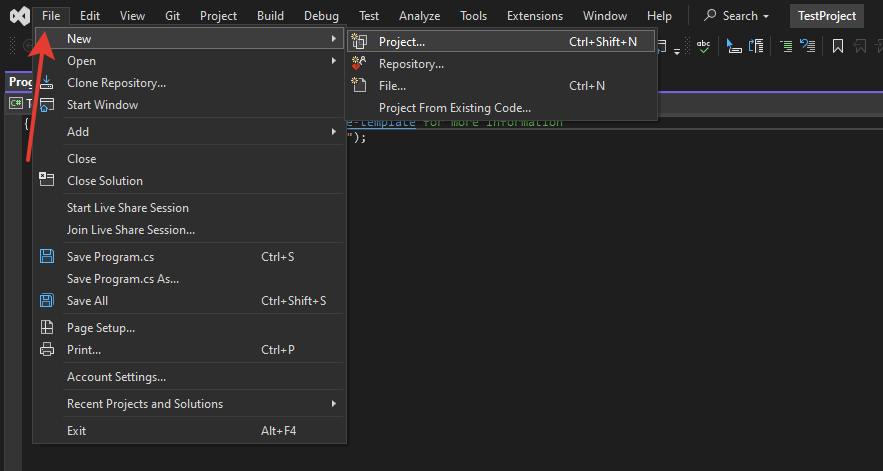 File Edit View Git Project Build Debug Test Analyze Tools Extensions Window Help Search TestProject
New
Project... Ctrl+Shift+N
Open
Repository...
Clone Repository...
File... Ctrl+N
Start Window
Project From Existing Code...
e-template for more information
");
Add
Close
Close Solution
Start Live Share Session
Join Live Share Session...
Save Program.cs Ctrl+S
Save Program.cs As...
Save All Ctrl+Shift+S
Page Setup...
Print... Ctrl+P
Account Settings...
Recent Projects and Solutions
Exit Alt+F4
abc
Prog
C# T
{